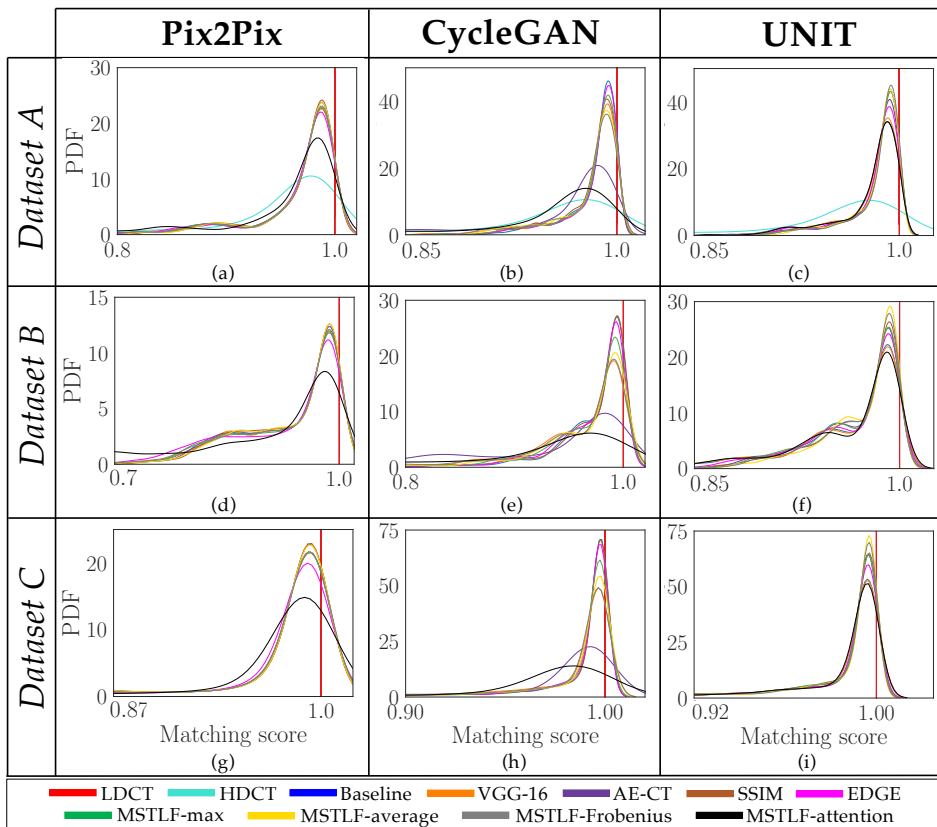 Pix2Pix CycleGAN UNIT
Dataset A
PDF
30
20
10
0
0.8 1.0
(a)
40
20
0
0.85 1.0
(b)
40
20
0
0.85 1.0
(c)
Dataset B
PDF
15
10
5
0
0.7 1.0
(d)
30
20
10
0
0.8 1.0
(e)
30
20
10
0
0.85 1.0
(f)
Dataset C
PDF
20
10
0
0.87 1.0
Matching score
(g)
75
50
25
0
0.90 1.00
Matching score
(h)
75
50
25
0
0.92 1.00
Matching score
(i)
LDCT HDCT Baseline VGG-16 AE-CT SSIM EDGE
MSTLF-max MSTLF-average MSTLF-Frobenius MSTLF-attention